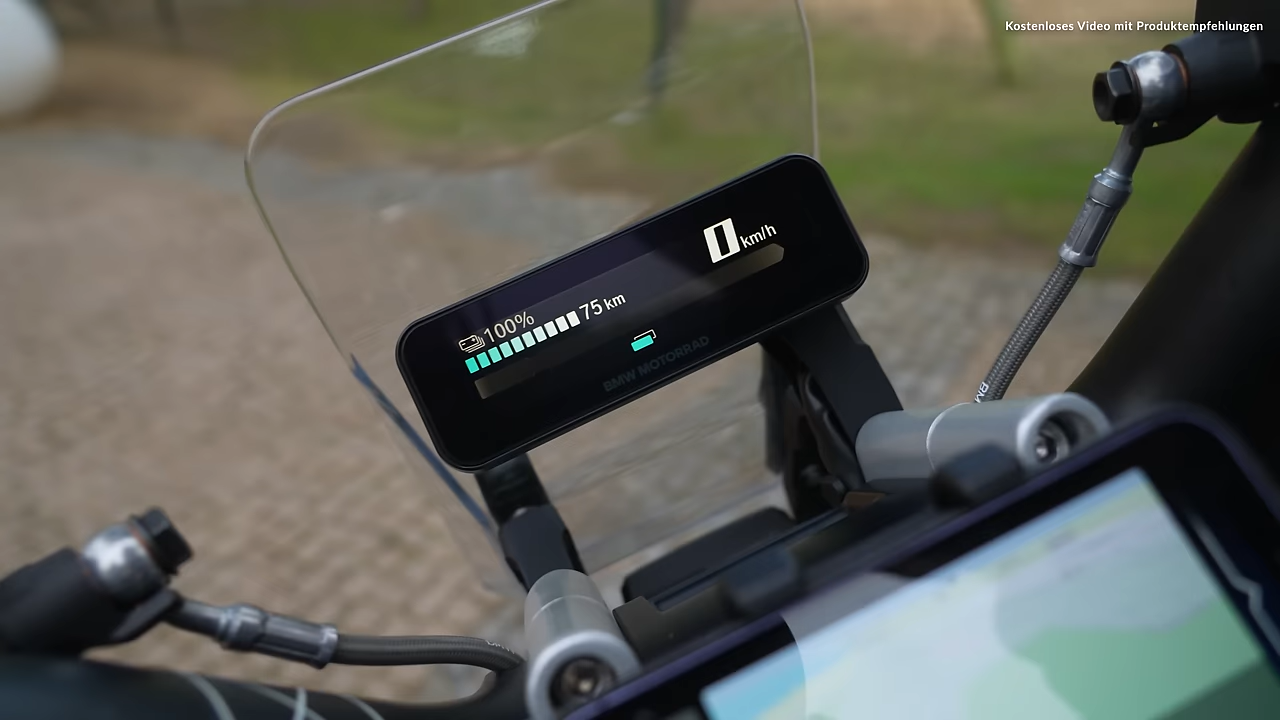 Kostenloses Video mit Produktempfehlungen
0 km/h
100%
75 km
BMW MOTORRAD